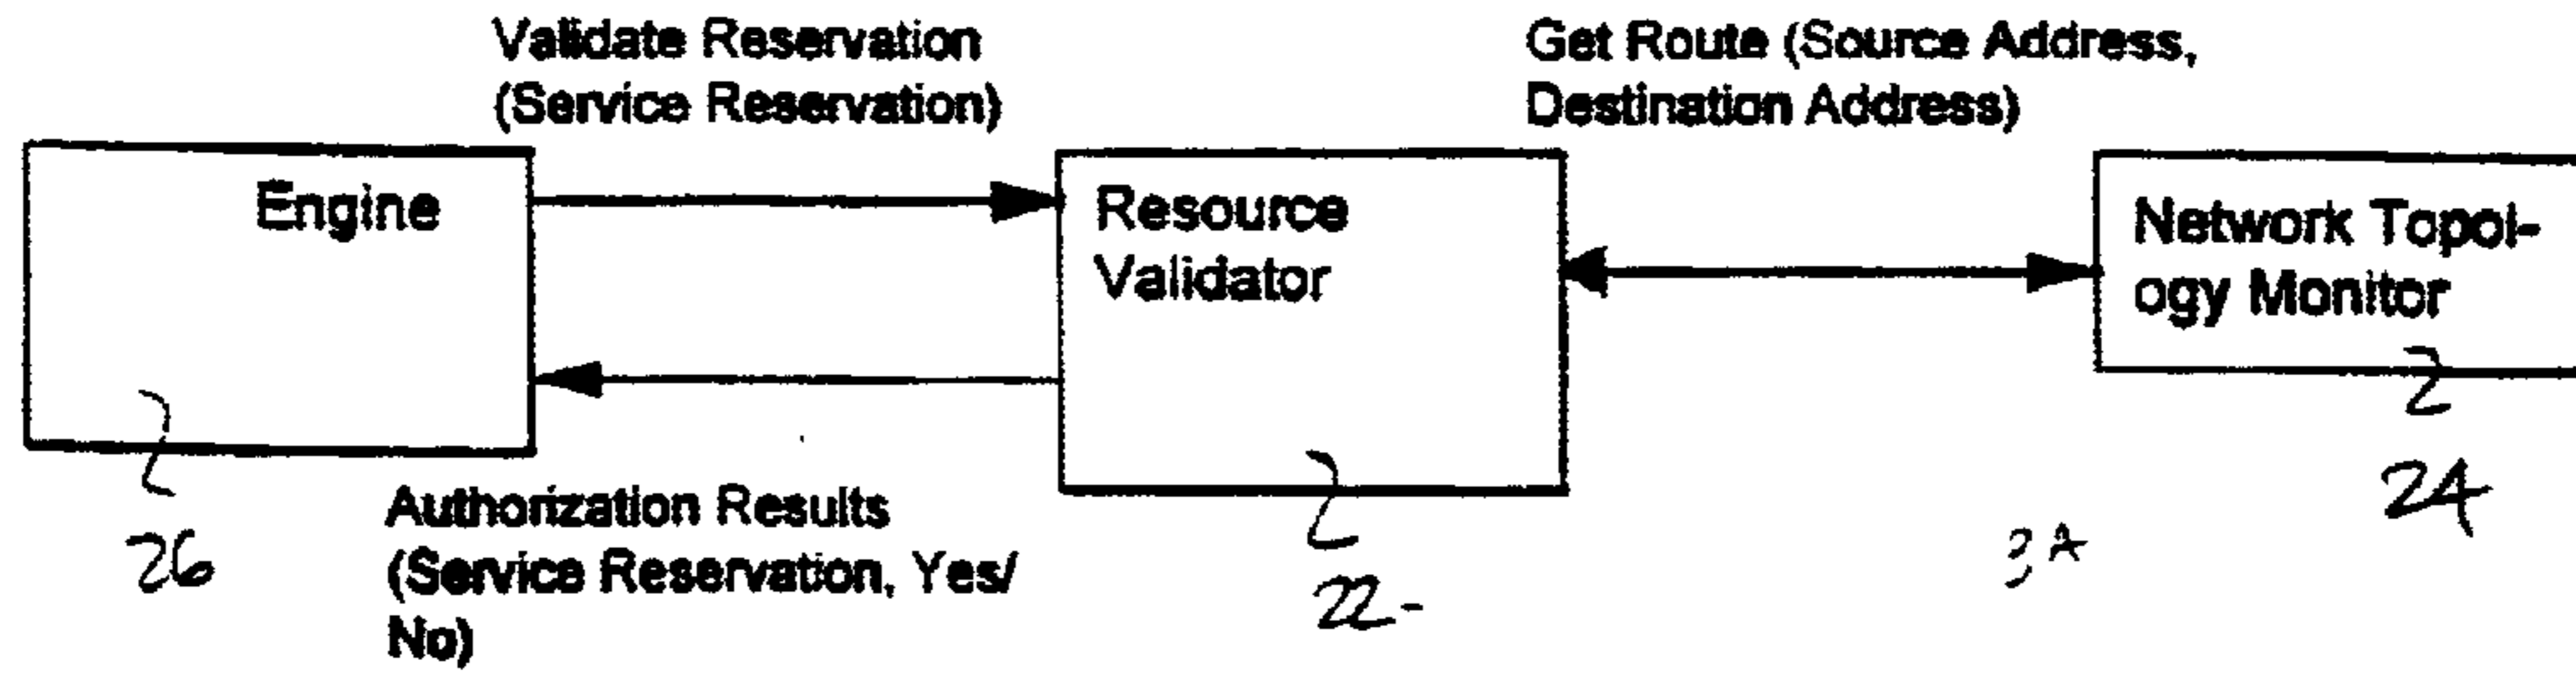 Validate Reservation
(Service Reservation)
Get Route (Source Address,
Destination Address)
Engine
Resource
Validator
Network Topol-
ogy Monitor
26
Authorization Results
(Service Reservation, Yes/
No)
22
24
3A